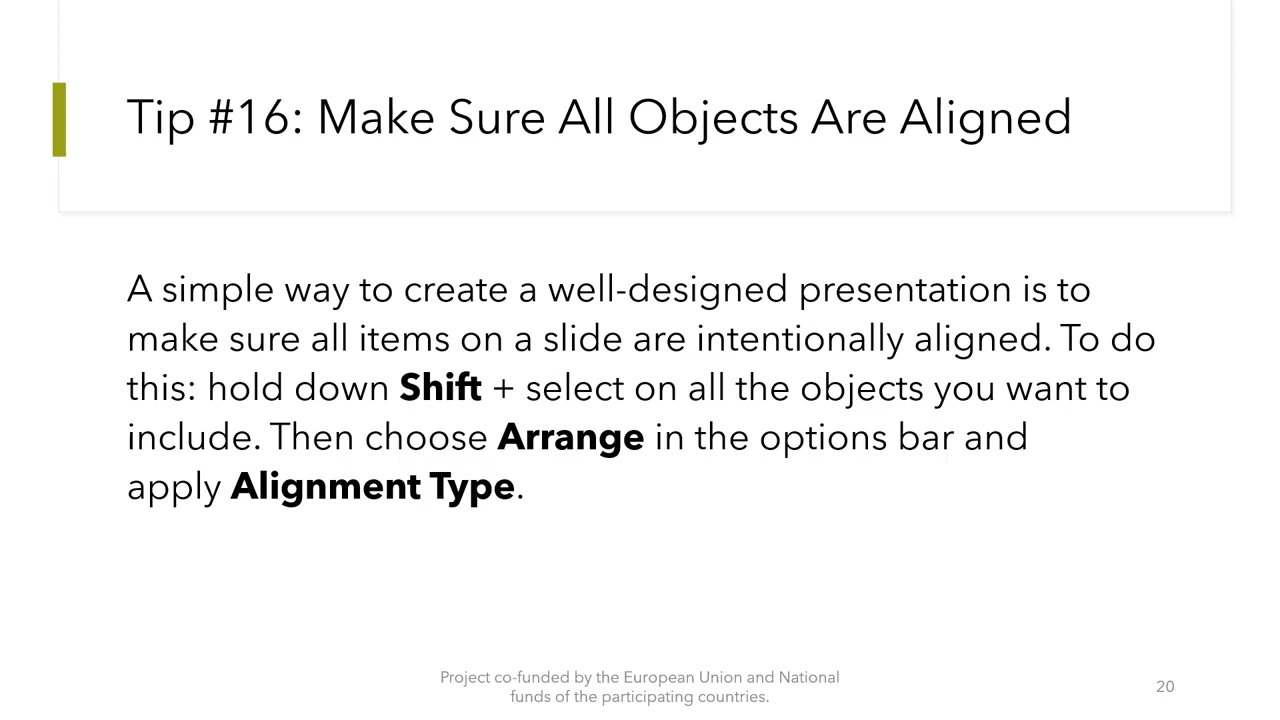 Tip #16: Make Sure All Objects Are Aligned
A simple way to create a well-designed presentation is to
make sure all items on a slide are intentionally aligned. To do
this: hold down Shift + select on all the objects you want to
include. Then choose Arrange in the options bar and
apply Alignment Type.
Project co-funded by the European Union and National
funds of the participating countries.
20